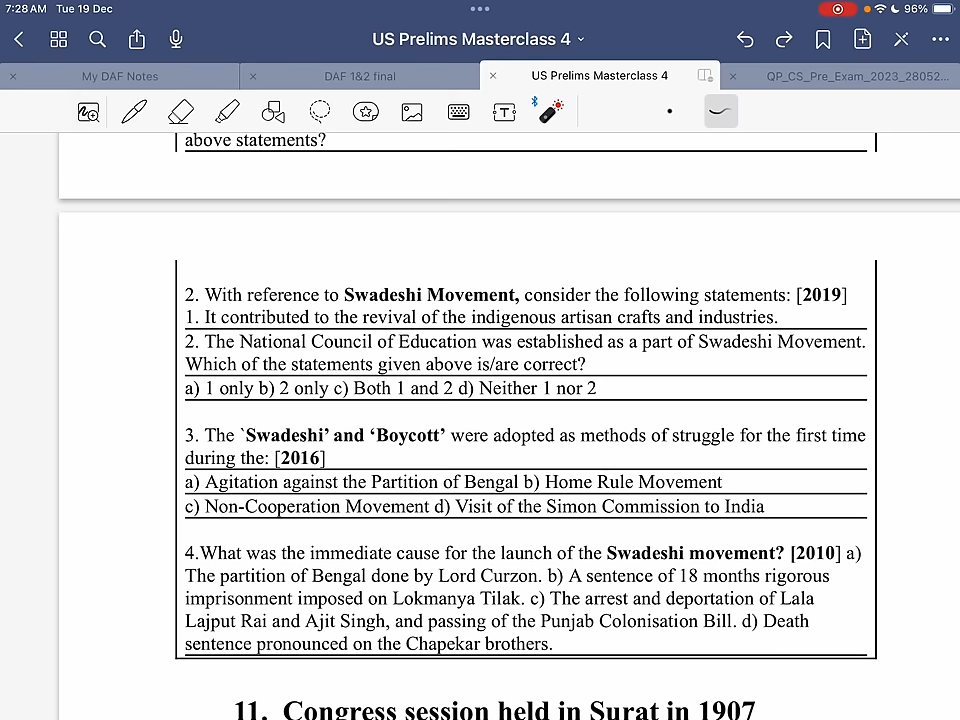 7:28 AM Tue 19 Dec
96%
US Prelims Masterclass 4
My DAF Notes
DAF 1&2 final
US Prelims Masterclass 4
QP_CS_Pre_Exam_2023_28052...
above statements?
2. With reference to Swadeshi Movement, consider the following statements: [2019]
1. It contributed to the revival of the indigenous artisan crafts and industries.
2. The National Council of Education was established as a part of Swadeshi Movement.
Which of the statements given above is/are correct?
a) 1 only b) 2 only c) Both 1 and 2 d) Neither 1 nor 2
3. The `Swadeshi’ and ‘Boycott’ were adopted as methods of struggle for the first time
during the: [2016]
a) Agitation against the Partition of Bengal b) Home Rule Movement
c) Non-Cooperation Movement d) Visit of the Simon Commission to India
4.What was the immediate cause for the launch of the Swadeshi movement? [2010] a)
The partition of Bengal done by Lord Curzon. b) A sentence of 18 months rigorous
imprisonment imposed on Lokmanya Tilak. c) The arrest and deportation of Lala
Lajput Rai and Ajit Singh, and passing of the Punjab Colonisation Bill. d) Death
sentence pronounced on the Chapekar brothers.
11. Congress session held in Surat in 1907